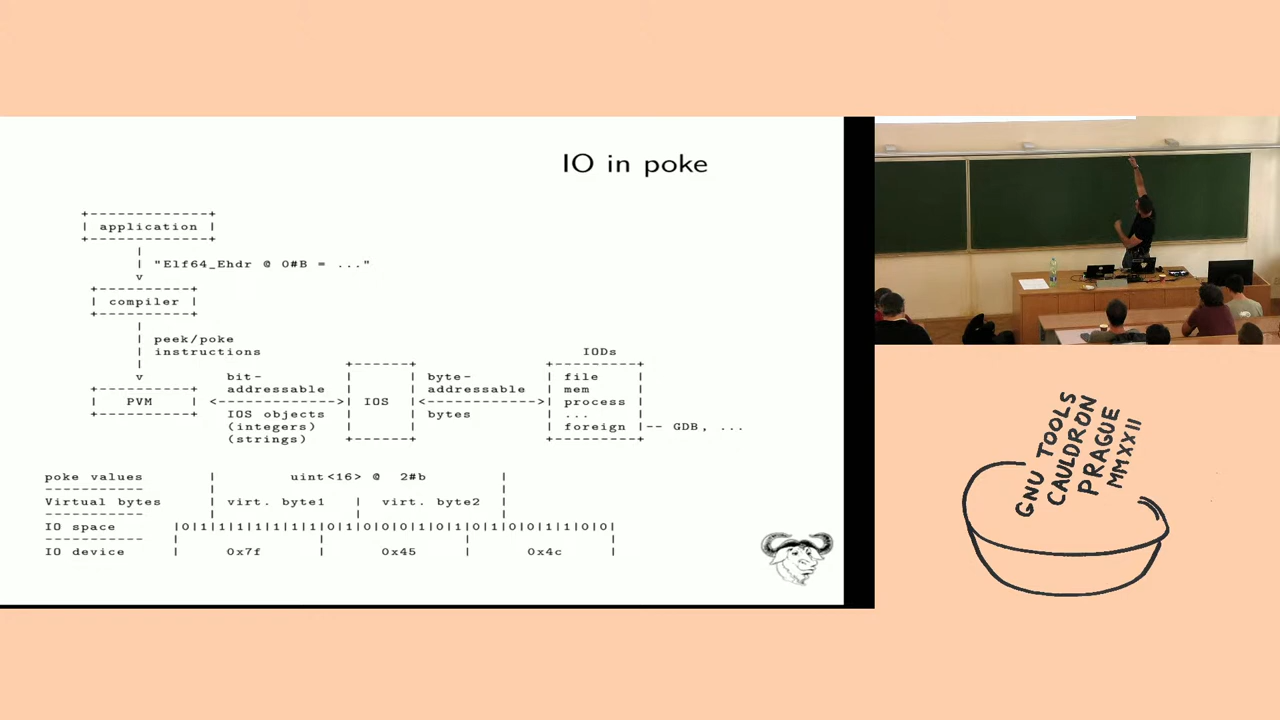 IO in poke
+-------------+
| application |
+-------------+
|
| "Elf64_Ehdr @ 0#B = ..."
v
+----------+
| compiler |
+----------+
|
| peek/poke
| instructions
|
v
+----------+
| PVM |
+----------+
bit-
addressable
<------------>
IOS objects
(integers)
(strings)
+------+
| IOS |
+------+
byte-
addressable
<------------>
bytes
IODs
+---------+
| file |
| mem |
| process |
| ... |
| foreign |-- GDB, ...
+---------+
poke values | uint<16> @ 2#b |
-----------
Virtual bytes | virt. byte1 | virt. byte2 |
-----------
IO space |0|1|1|1|1|1|1|1|0|1|0|0|0|1|0|1|0|1|0|0|1|1|0|0|
-----------
IO device | 0x7f | 0x45 | 0x4c |
GNU TOOLS
CAULDRON
PRAGUE
MMXXII